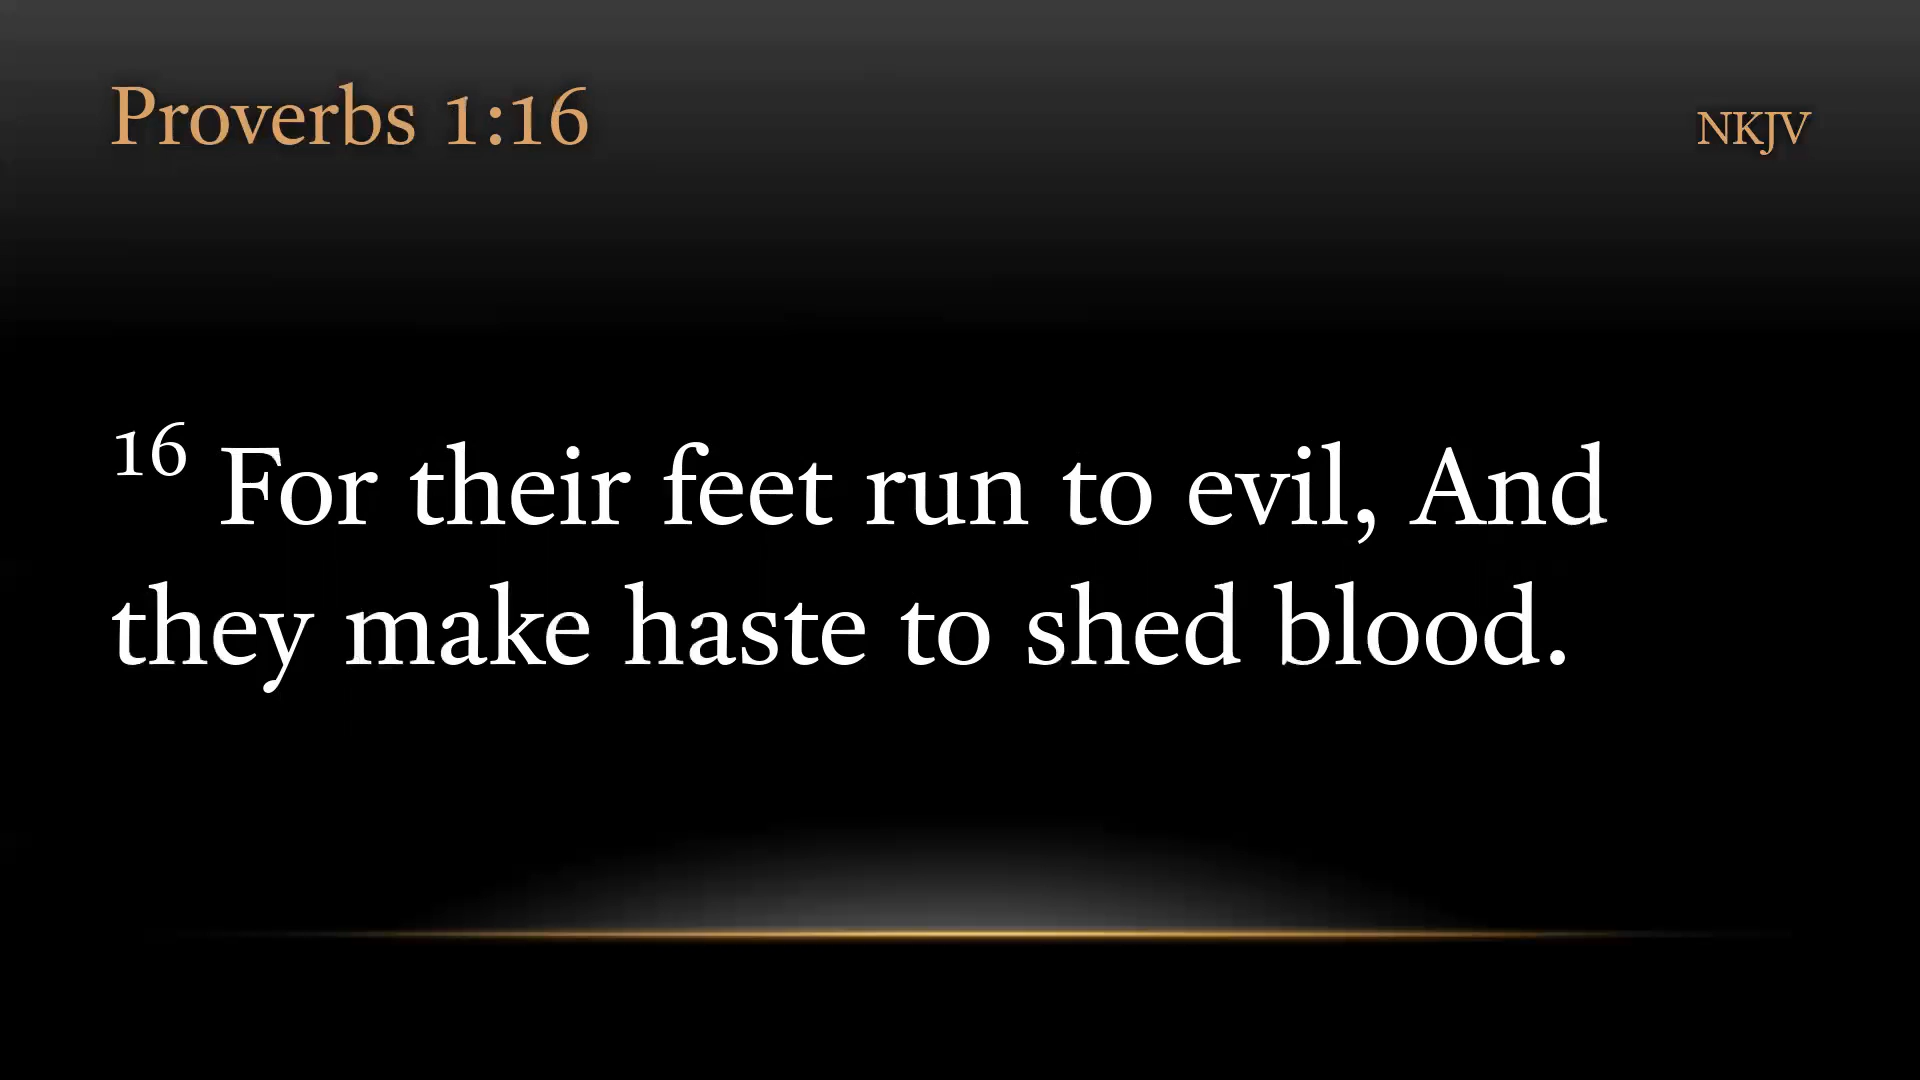 Proverbs 1:16
NKJV
16 For their feet run to evil, And
they make haste to shed blood.